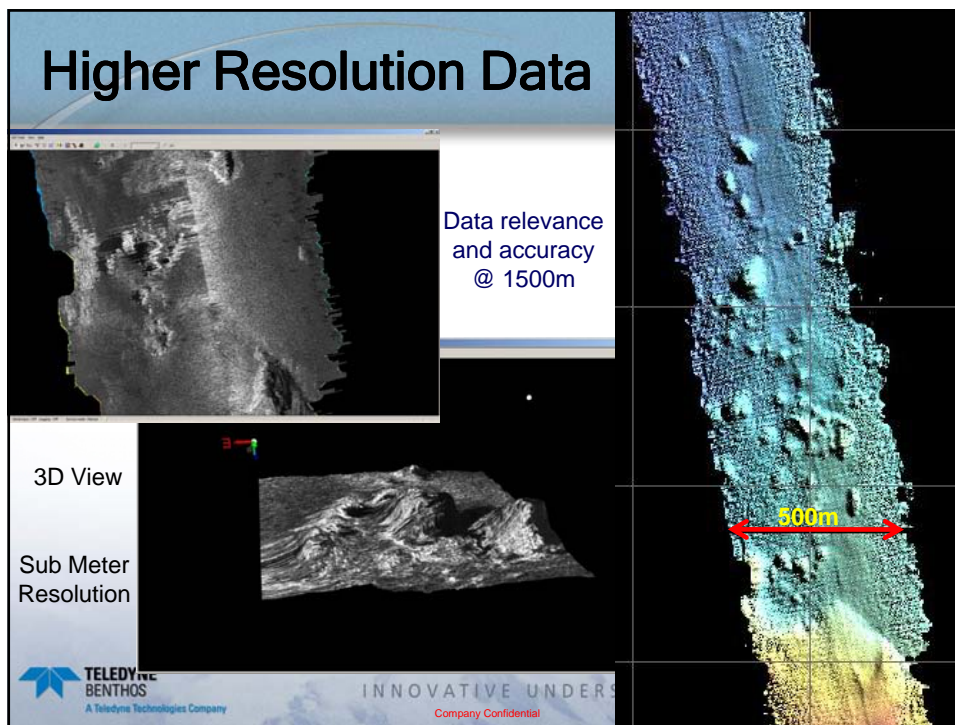 Higher Resolution Data
Data relevance
and accuracy
@ 1500m
3D View
Sub Meter
Resolution
500m
TELEDYNE
BENTHOS
A Teledyne Technologies Company
INNOVATIVE UNDERS
Company Confidential